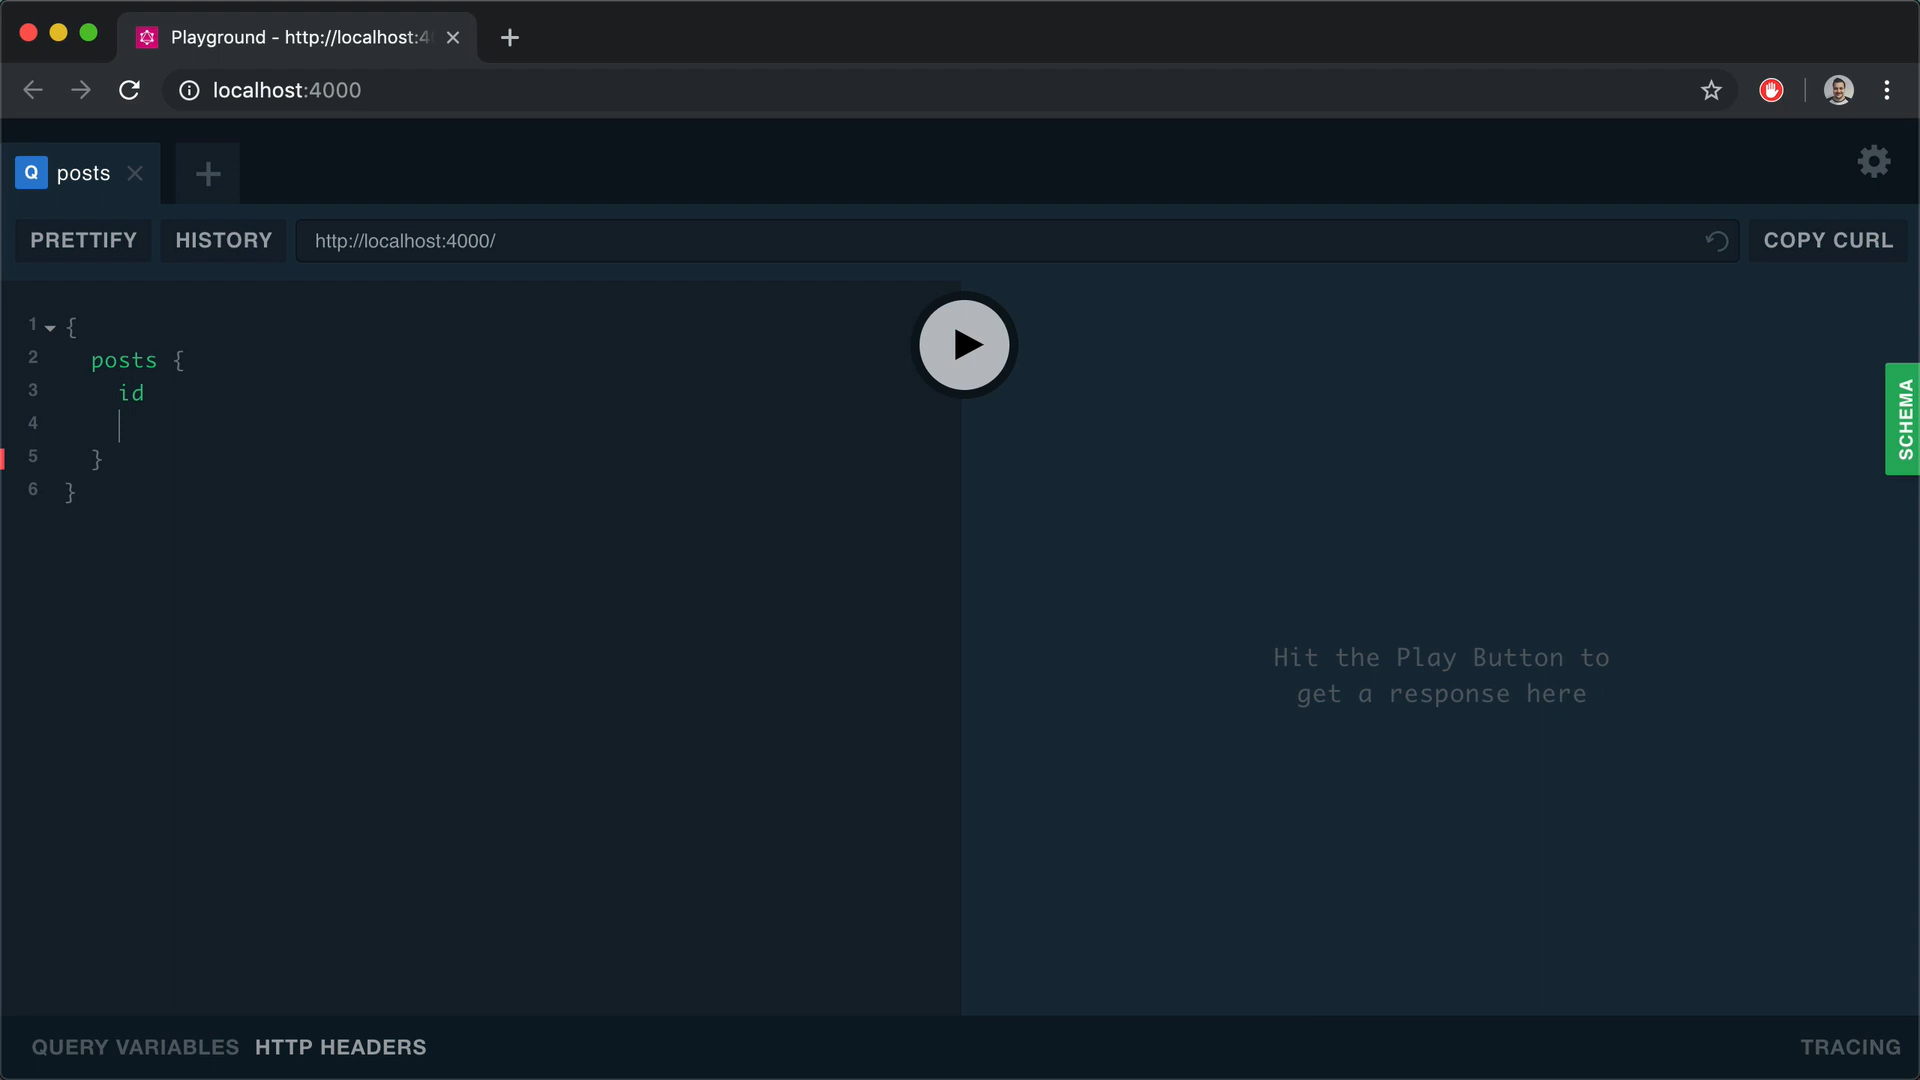 Playground - http://localhost:4
localhost:4000
Q posts
PRETTIFY HISTORY http://localhost:4000/ COPY CURL
1 {
2 posts {
3 id
4
5 }
6 }
SCHEMA
Hit the Play Button to
get a response here
QUERY VARIABLES HTTP HEADERS TRACING